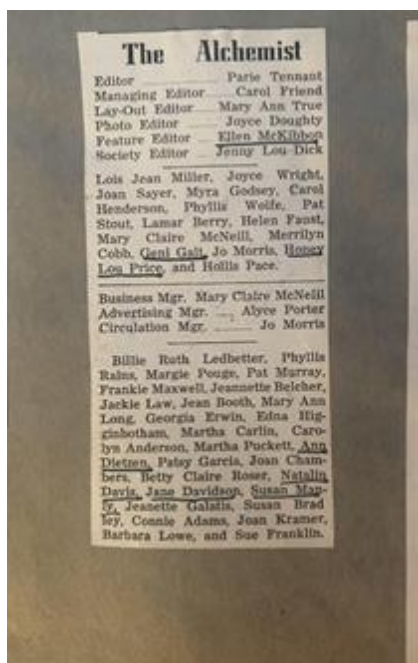 The Alchemist
Editor Parie Tennant
Managing Editor Carol Friend
Lay-Out Editor Mary Ann True
Photo Editor Joyce Doughty
Feature Editor Ellen McKibbon
Society Editor Jenny Lou Dick
Lois Jean Miller, Joyce Wright,
Joan Sayer, Myra Godsey, Carol
Henderson, Phyllis Wolfe, Pat
Stout, Lamar Berry, Helen Faust,
Mary Claire McNeill, Merrilyn
Cobb, Geni Gait, Jo Morris, Honey
Lou Price, and Hollis Pace.
Business Mgr. Mary Claire McNeill
Advertising Mgr. Alyce Porter
Circulation Mgr. Jo Morris
Billie Ruth Ledbetter, Phyllis
Rains, Margie Pouge, Pat Murray,
Frankie Maxwell, Jeannette Belcher,
Jackie Law, Jean Booth, Mary Ann
Long, Georgia Erwin, Edna Hig-
ginbotham, Martha Carlin, Caro-
lyn Anderson, Martha Puckett, Ann
Dietzen, Patsy Garcia, Joan Cham-
bers, Betty Claire Roser, Natalin
Davis, Jane Davidson, Susan Man-
ly, Jeanette Galatis, Susan Brad
ley, Connie Adams, Joan Kramer,
Barbara Lowe, and Sue Franklin.